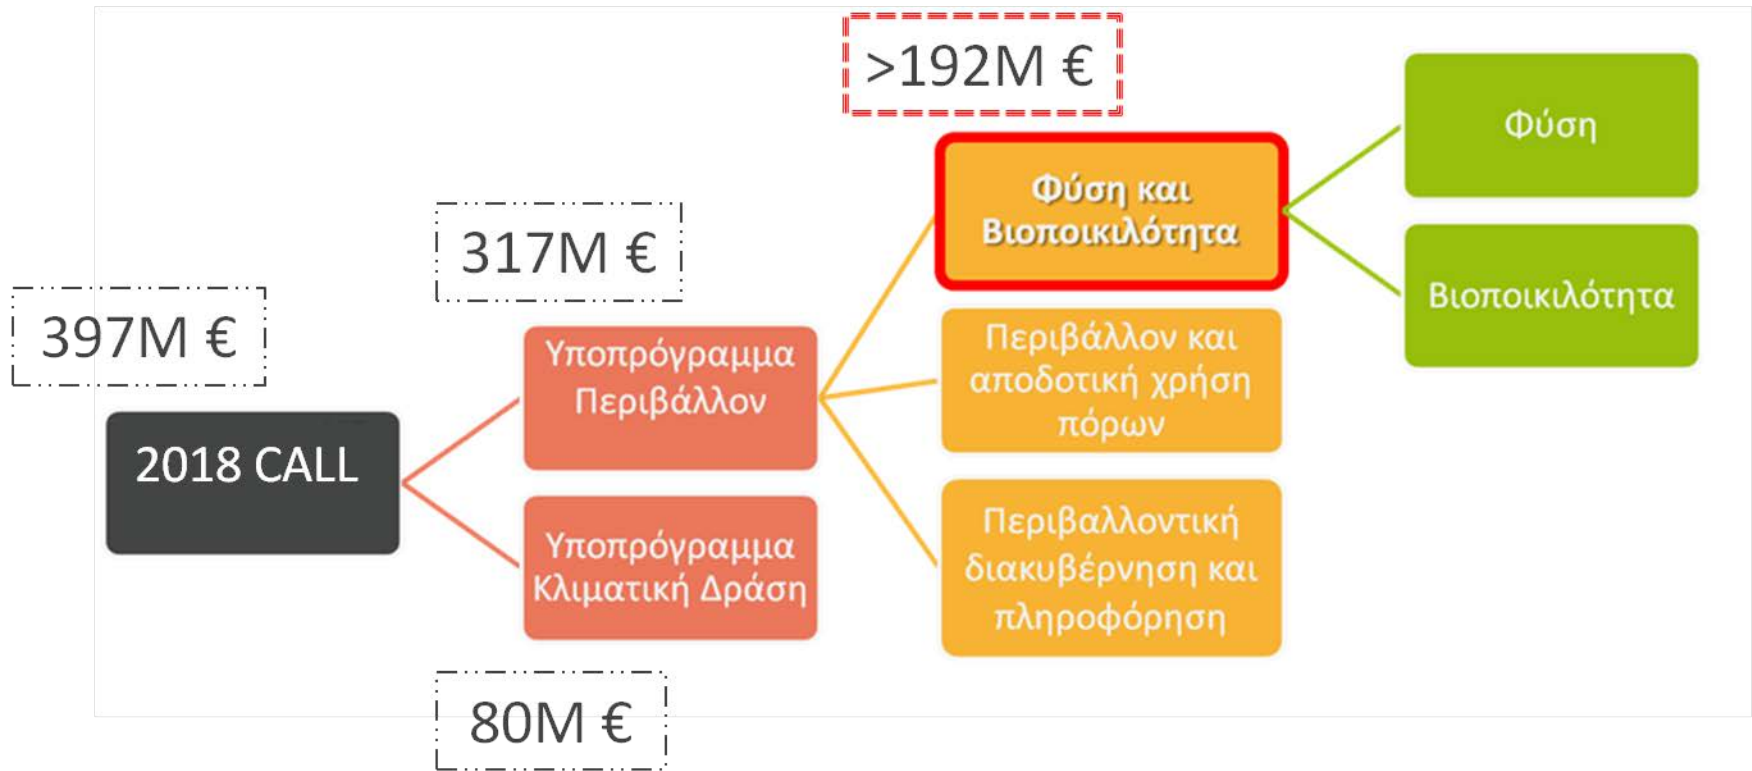 397M €
2018 CALL
317M €
Υποπρόγραμμα
Περιβάλλον
Υποπρόγραμμα
Κλιματική Δράση
80M €
>192M €
Φύση και
Βιοποικιλότητα
Περιβάλλον και
αποδοτική χρήση
πόρων
Περιβαλλοντική
διακυβέρνηση και
πληροφόρηση
Φύση
Βιοποικιλότητα